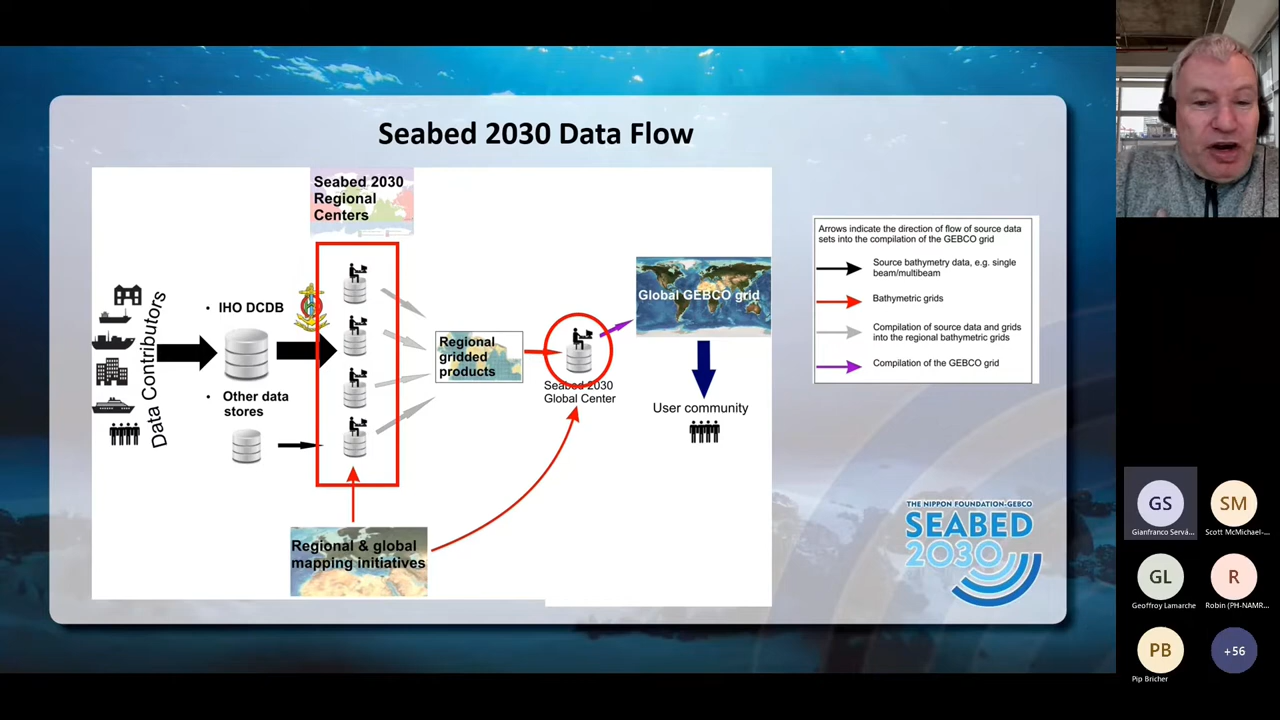 Seabed 2030 Data Flow
Seabed 2030
Regional
Centers
Data Contributors
• IHO DCDB
• Other data
stores
Regional
gridded
products
Seabed 2030
Global Center
Global GEBCO grid
User community
Regional & global
mapping initiatives
Arrows indicate the direction of flow of source data
sets into the compilation of the GEBCO grid
Source bathymetry data, e.g. single
beam/multibeam
Bathymetric grids
Compilation of source data and grids
into the regional bathymetric grids
Compilation of the GEBCO grid
THE NIPPON FOUNDATION-GEBCO
SEABED
2030
GS
Gianfranco Servá...
SM
Scott McMichael-...
GL
Geoffroy Lamarche
R
Robin (PH-NAMR...
PB
Pip Bricher
+56